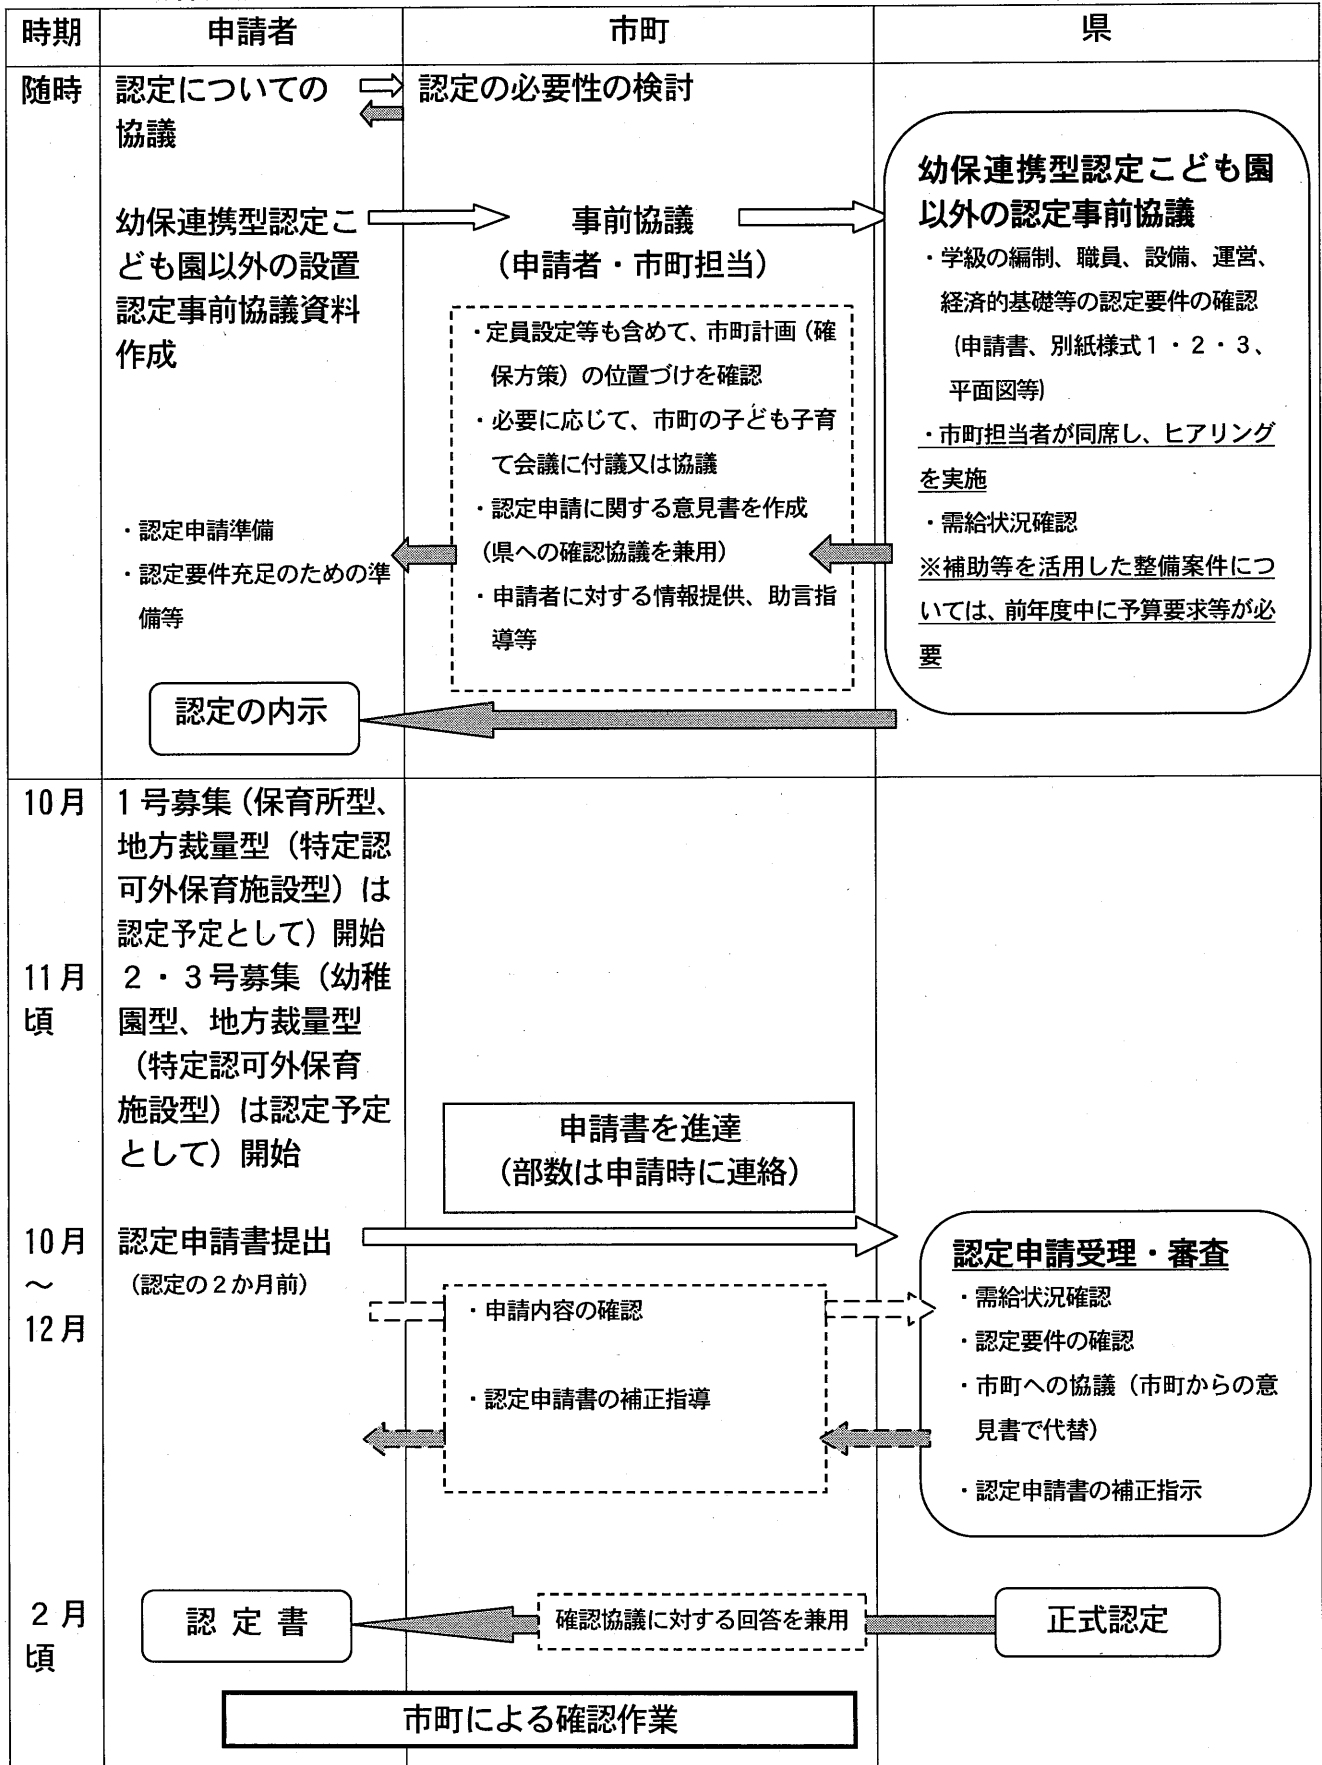 時期
申請者
市町
県
随時
認定についての
協議
認定の必要性の検討
幼保連携型認定こ
ども園以外の設置
認定事前協議資料
作成
事前協議
（申請者・市町担当）
・定員設定等も含めて、市町計画（確
保方策）の位置づけを確認
・必要に応じて、市町の子ども子育
て会議に付議又は協議
・認定申請に関する意見書を作成
（県への確認協議を兼用）
・申請者に対する情報提供、助言指
導等
幼保連携型認定こども園
以外の認定事前協議
・学級の編制、職員、設備、運営、
経済的基礎等の認定要件の確認
（申請書、別紙様式１・２・３、
平面図等）
・市町担当者が同席し、ヒアリング
を実施
・需給状況確認
※補助等を活用した整備案件につ
いては、前年度中に予算要求等が必
要
・認定申請準備
・認定要件充足のための準
備等
認定の内示
10月
１号募集（保育所型、
地方裁量型（特定認
可外保育施設型）は
認定予定として）開始
11月
頃
２・３号募集（幼稚
園型、地方裁量型
（特定認可外保育
施設型）は認定予定
として）開始
申請書を進達
（部数は申請時に連絡）
10月
～
12月
認定申請書提出
（認定の２か月前）
・申請内容の確認
・認定申請書の補正指導
認定申請受理・審査
・需給状況確認
・認定要件の確認
・市町への協議（市町からの意
見書で代替）
・認定申請書の補正指示
２月
頃
認 定 書
確認協議に対する回答を兼用
正式認定
市町による確認作業